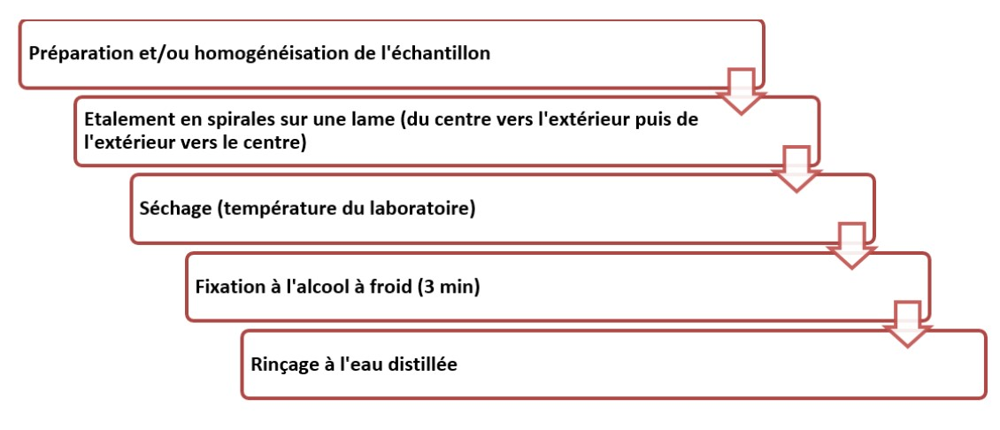 Préparation et/ou homogénéisation de l'échantillon
Etalement en spirales sur une lame (du centre vers l'extérieur puis de
l'extérieur vers le centre)
Séchage (température du laboratoire)
Fixation à l'alcool à froid (3 min)
Rinçage à l'eau distillée